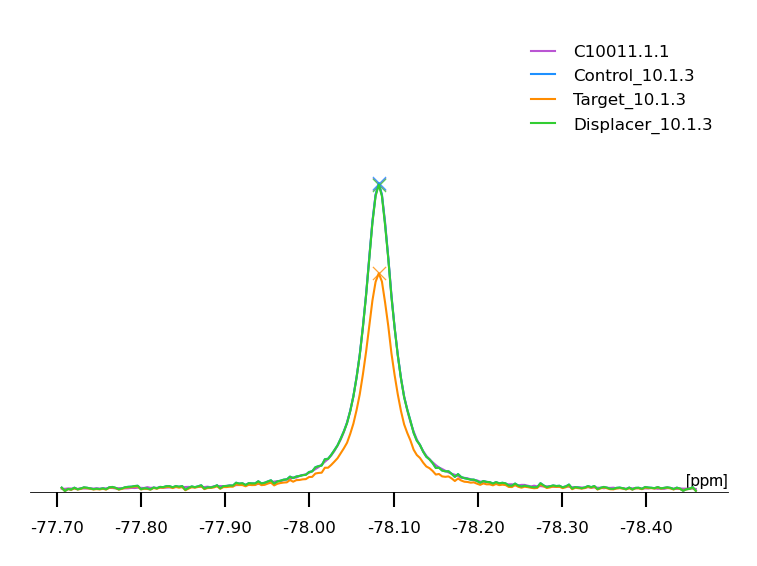 C10011.1.1
Control_10.1.3
Target_10.1.3
Displacer_10.1.3
[ppm]
-77.70 -77.80 -77.90 -78.00 -78.10 -78.20 -78.30 -78.40